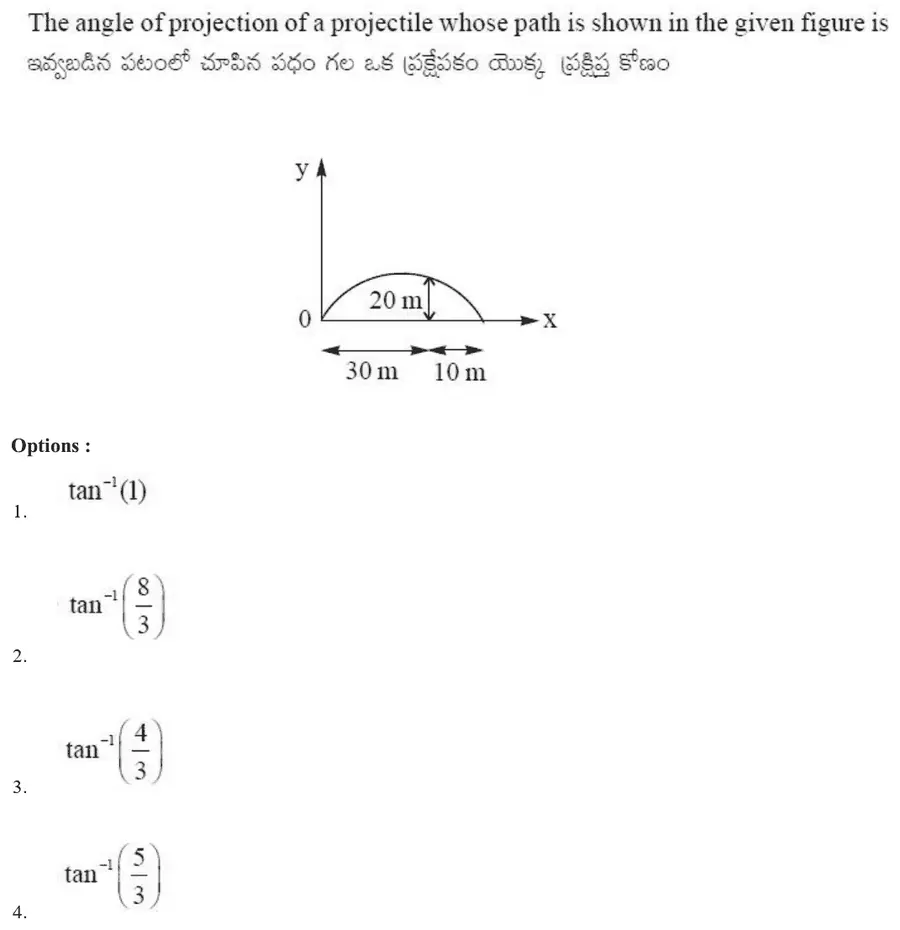 The angle of projection of a projectile whose path is shown in the given figure is
ఇవ్వబడిన పటంలో చూపిన పధం గల ఒక ప్రక్షేపకం యొక్క ప్రక్షిప్త కోణం
y
20 m
0
x
30 m 10 m
Options :
1. tan⁻¹(1)
2. tan⁻¹(8/3)
3. tan⁻¹(4/3)
4. tan⁻¹(5/3)